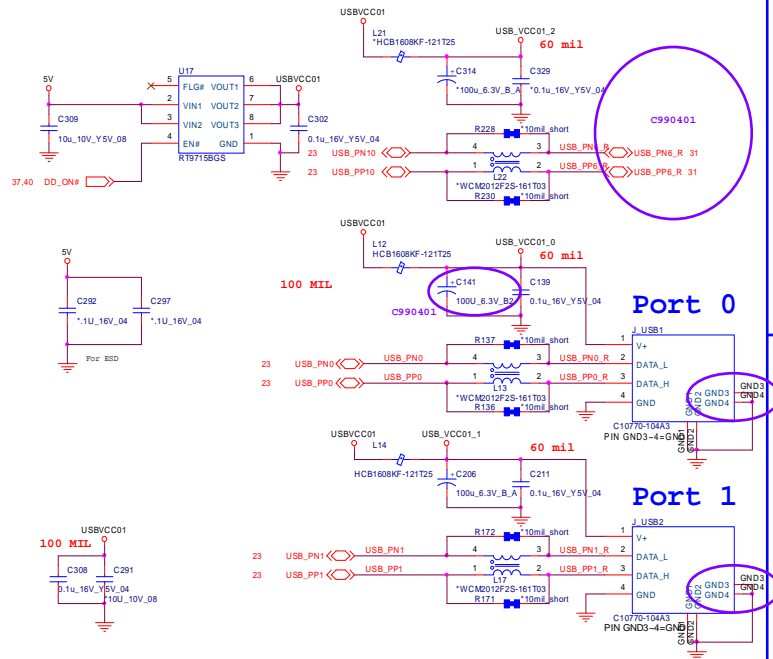 USBVCC01
L21
*HCB1608KF-121T25
USB_VCC01_2
60 mil
C314
*100u_6.3V_B_A
C329
*0.1u_16V_Y5V_04
C990401
5V
U17
USBVCC01
5 FLG# VOUT1 6
2 VIN1 VOUT2 7
3 VIN2 VOUT3 8
4 EN# GND 1
RT9715BGS
C309
10u_10V_Y5V_08
C302
0.1u_16V_Y5V_04
37,40 DD_ON#
R228 *10mil_short
23 USB_PN10 4 3 USB_PN6_R USB_PN6_R 31
23 USB_PP10 1 2 USB_PP6_R USB_PP6_R 31
L22
*WCM2012F2S-161T03
R230 *10mil_short
USBVCC01
L12
HCB1608KF-121T25
USB_VCC01_0
60 mil
5V
100 MIL
C141
100U_6.3V_B2
C139
0.1u_16V_Y5V_04
C990401
C292
*.1U_16V_04
C297
*.1U_16V_04
For ESD
Port 0
J_USB1
1 V+
2 DATA_L
3 DATA_H
4 GND
GND1
GND2
GND3
GND4
GND3
GND4
C10770-104A3
PIN GND3~4=GND
GND1
GND2
R137 *10mil_short
23 USB_PN0 USB_PN0 4 3 USB_PN0_R
23 USB_PP0 USB_PP0 1 2 USB_PP0_R
L13
*WCM2012F2S-161T03
R136 *10mil_short
USBVCC01
L14
HCB1608KF-121T25
USB_VCC01_1
60 mil
C206
100u_6.3V_B_A
C211
0.1u_16V_Y5V_04
Port 1
J_USB2
1 V+
2 DATA_L
3 DATA_H
4 GND
GND1
GND2
GND3
GND4
GND3
GND4
C10770-104A3
PIN GND3~4=GND
GND1
GND2
USBVCC01
100 MIL
C308
0.1u_16V_Y5V_04
C291
*10U_10V_08
R172 *10mil_short
23 USB_PN1 USB_PN1 4 3 USB_PN1_R
23 USB_PP1 USB_PP1 1 2 USB_PP1_R
L17
*WCM2012F2S-161T03
R171 *10mil_short